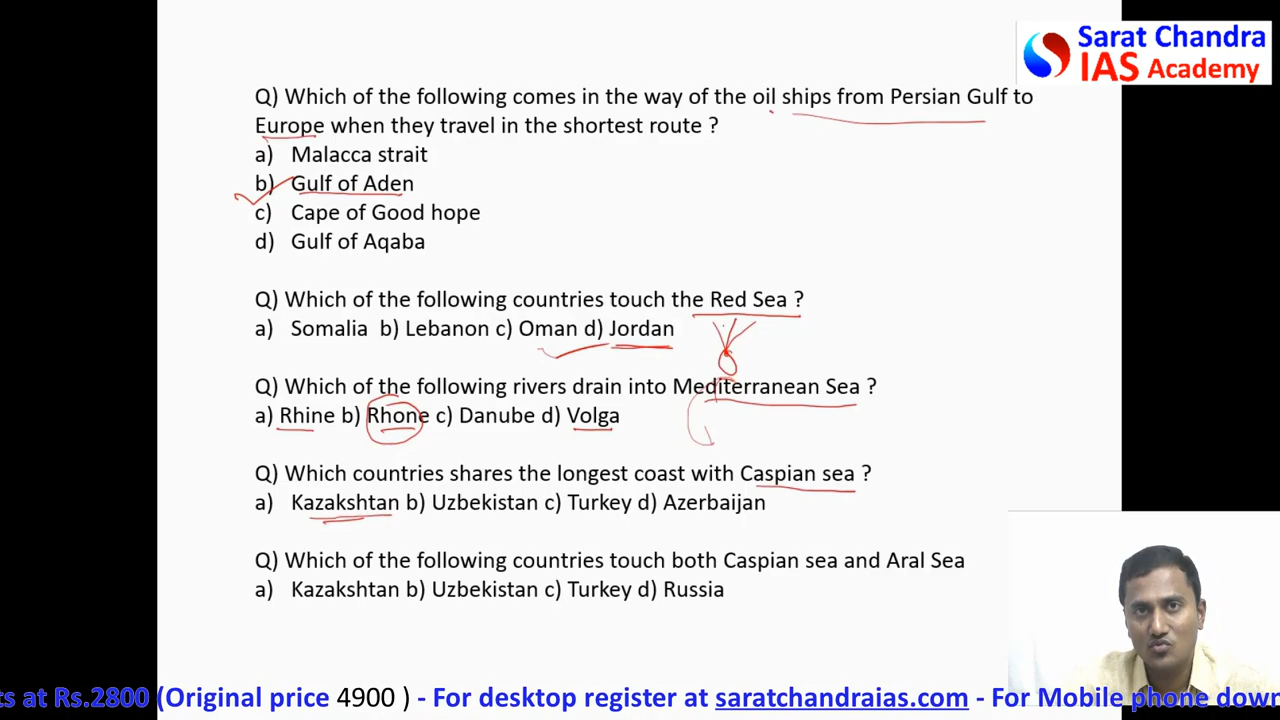 Sarat Chandra
IAS Academy
Q) Which of the following comes in the way of the oil ships from Persian Gulf to
Europe when they travel in the shortest route ?
a) Malacca strait
b) Gulf of Aden
c) Cape of Good hope
d) Gulf of Aqaba
Q) Which of the following countries touch the Red Sea ?
a) Somalia b) Lebanon c) Oman d) Jordan
Q) Which of the following rivers drain into Mediterranean Sea ?
a) Rhine b) Rhone c) Danube d) Volga
Q) Which countries shares the longest coast with Caspian sea ?
a) Kazakshtan b) Uzbekistan c) Turkey d) Azerbaijan
Q) Which of the following countries touch both Caspian sea and Aral Sea
a) Kazakshtan b) Uzbekistan c) Turkey d) Russia
ts at Rs.2800 (Original price 4900 ) - For desktop register at saratchandraias.com - For Mobile phone down